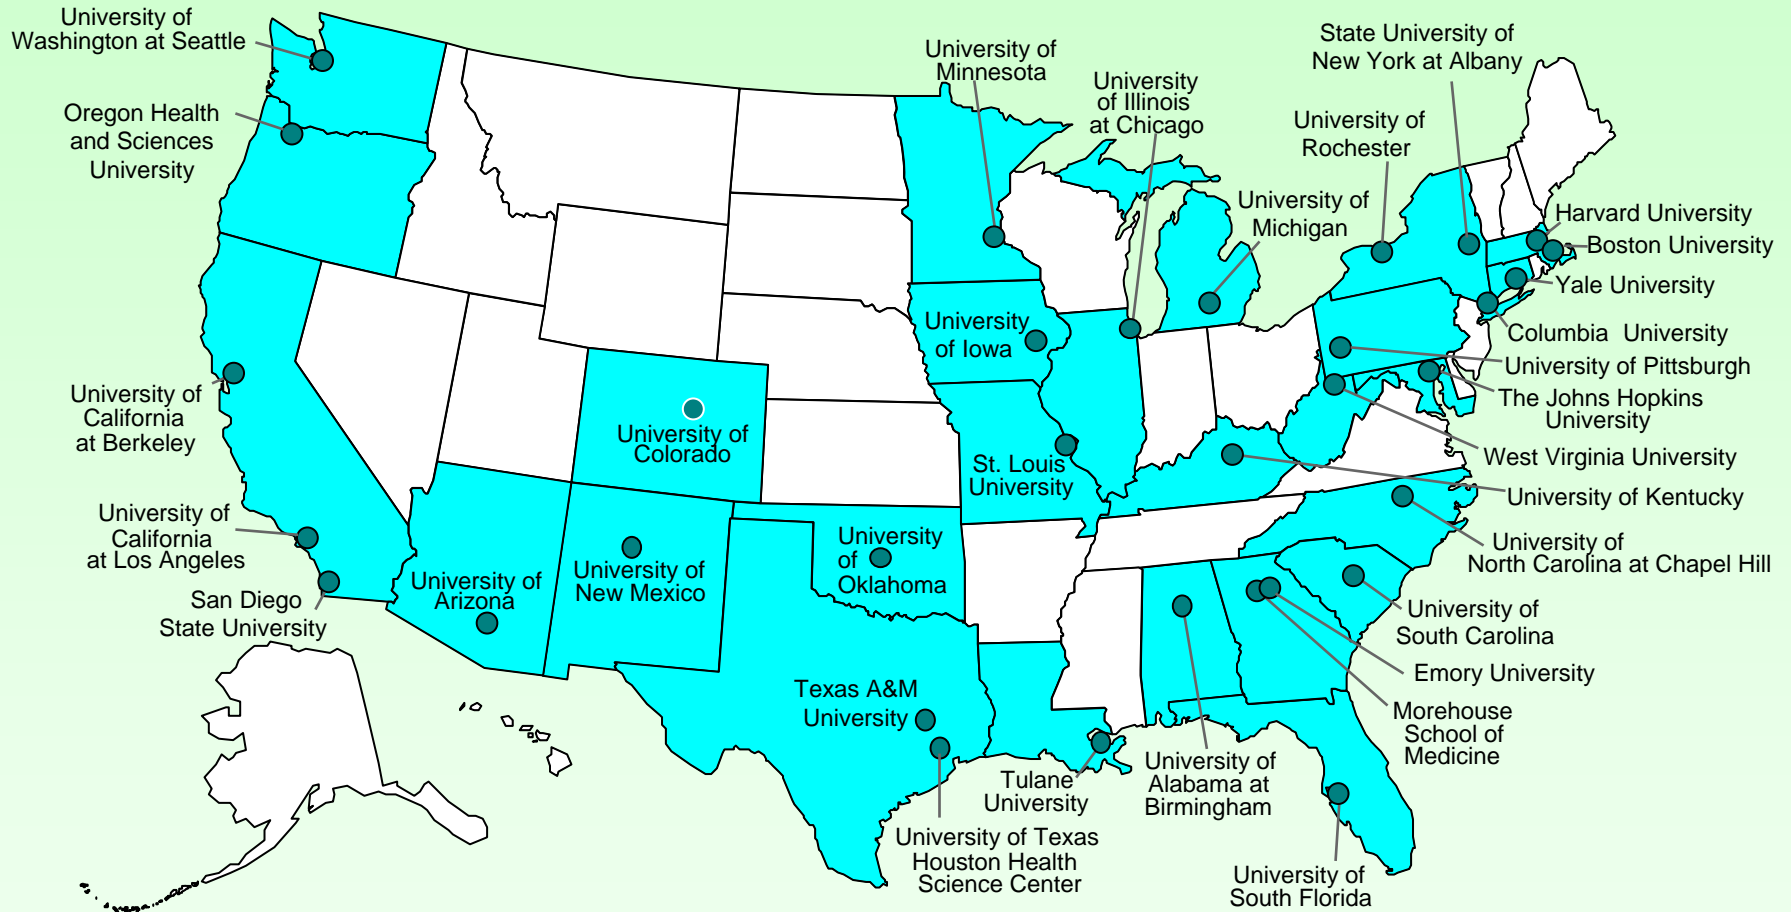 University of
Washington at Seattle
Oregon Health
and Sciences
University
University of
California
at Berkeley
University of
California
at Los Angeles
San Diego
State University
University of
Arizona
University of
New Mexico
University of
Colorado
University
of
Oklahoma
Texas A&M
University
University of Texas
Houston Health
Science Center
Tulane
University
St. Louis
University
University
of Iowa
University of
Minnesota
University
of Illinois
at Chicago
University of
Michigan
University of
Rochester
State University of
New York at Albany
Harvard University
Boston University
Yale University
Columbia  University
University of Pittsburgh
The Johns Hopkins
University
West Virginia University
University of Kentucky
University of
North Carolina at Chapel Hill
University of
South Carolina
Emory University
Morehouse
School of
Medicine
University of
Alabama at
Birmingham
University of
South Florida